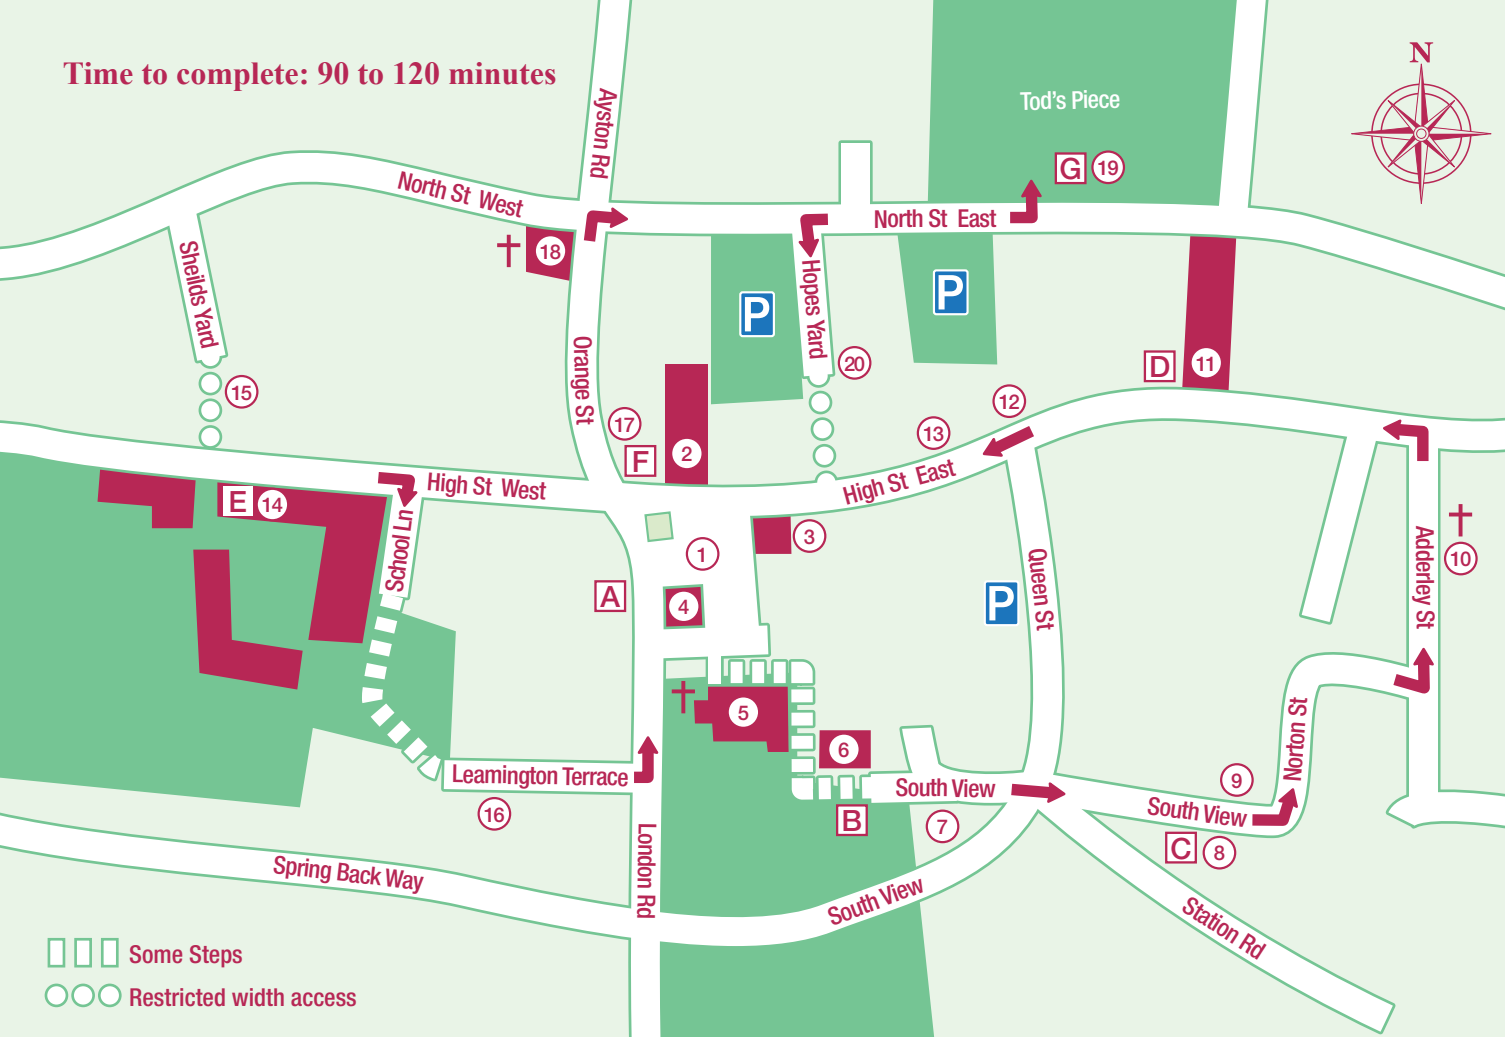 Time to complete: 90 to 120 minutes
N
Ayston Rd
Tod's Piece
G 19
North St West
North St East
18
Sheilds Yard
Hopes Yard
P
P
Orange St
20
D 11
15
12
13
17
F
2
High St East
High St West
E 14
School Ln
3
1
A
4
P
Queen St
Adderley St
10
5
6
Leamington Terrace
South View
Norton St
9
16
B
7
South View
C 8
London Rd
Spring Back Way
South View
Station Rd
Some Steps
Restricted width access